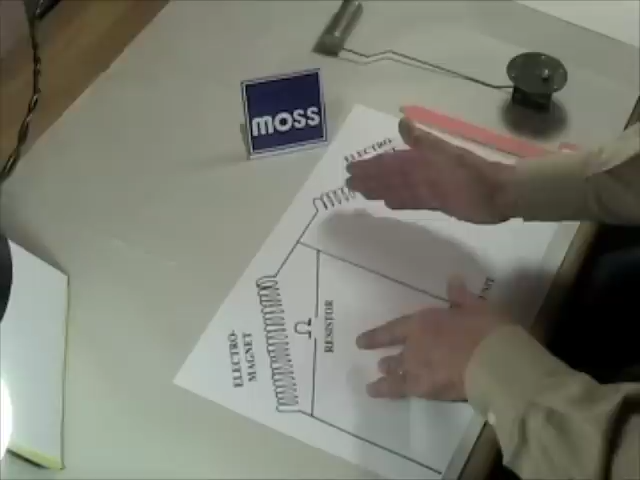 moss
ELECTRO-
RESISTOR
ELECTRO-
MAGNET